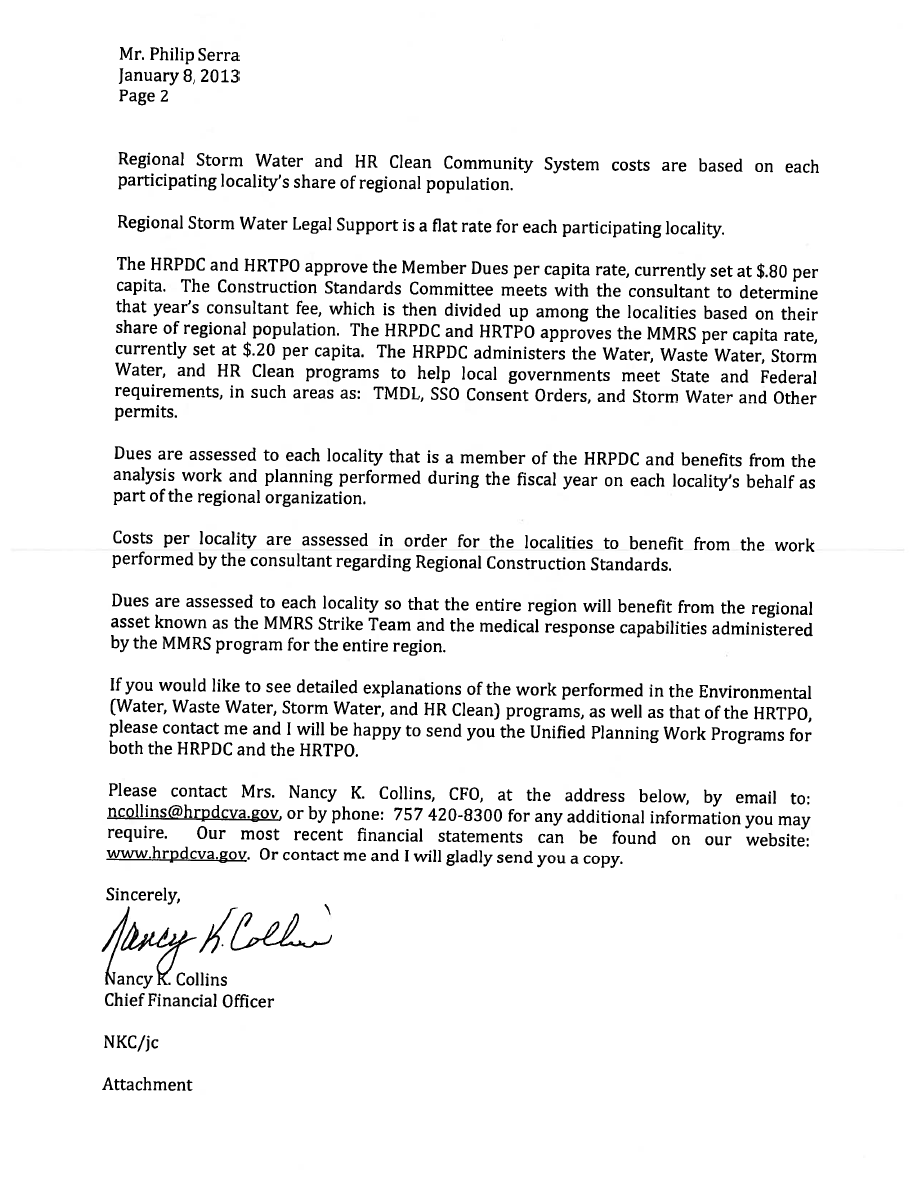 Mr. Philip Serra
January 8, 2013
Page 2
Regional Storm Water and HR Clean Community System costs are based on each
participating locality's share of regional population.
Regional Storm Water Legal Support is a flat rate for each participating locality.
The HRPDC and HRTPO approve the Member Dues per capita rate, currently set at $.80 per
capita. The Construction Standards Committee meets with the consultant to determine
that year's consultant fee, which is then divided up among the localities based on their
share of regional population. The HRPDC and HRTPO approves the MMRS per capita rate,
currently set at $.20 per capita. The HRPDC administers the Water, Waste Water, Storm
Water, and HR Clean programs to help local governments meet State and Federal
requirements, in such areas as: TMDL, SSO Consent Orders, and Storm Water and Other
permits.
Dues are assessed to each locality that is a member of the HRPDC and benefits from the
analysis work and planning performed during the fiscal year on each locality's behalf as
part of the regional organization.
Costs per locality are assessed in order for the localities to benefit from the work
performed by the consultant regarding Regional Construction Standards.
Dues are assessed to each locality so that the entire region will benefit from the regional
asset known as the MMRS Strike Team and the medical response capabilities administered
by the MMRS program for the entire region.
If you would like to see detailed explanations of the work performed in the Environmental
(Water, Waste Water, Storm Water, and HR Clean) programs, as well as that of the HRTPO,
please contact me and I will be happy to send you the Unified Planning Work Programs for
both the HRPDC and the HRTPO.
Please contact Mrs. Nancy K. Collins, CFO, at the address below, by email to:
ncollins@hrpdcva.gov, or by phone: 757 420-8300 for any additional information you may
require. Our most recent financial statements can be found on our website:
www.hrpdcva.gov. Or contact me and I will gladly send you a copy.
Sincerely,
Nancy K. Collins
Nancy K. Collins
Chief Financial Officer
NKC/jc
Attachment